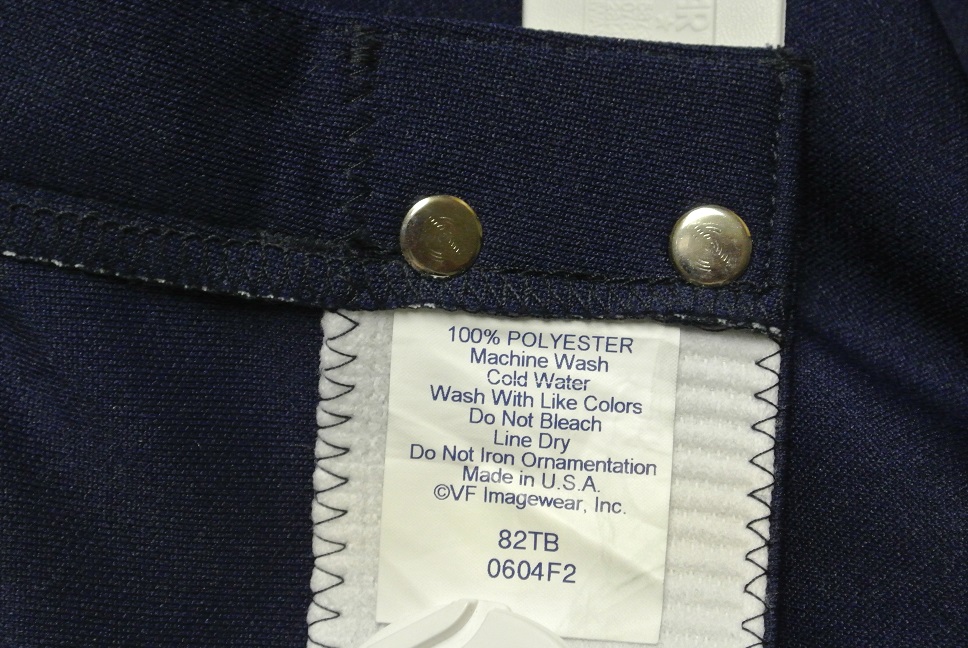 100% POLYESTER
Machine Wash
Cold Water
Wash With Like Colors
Do Not Bleach
Line Dry
Do Not Iron Ornamentation
Made in U.S.A.
©VF Imagewear, Inc.
82TB
0604F2